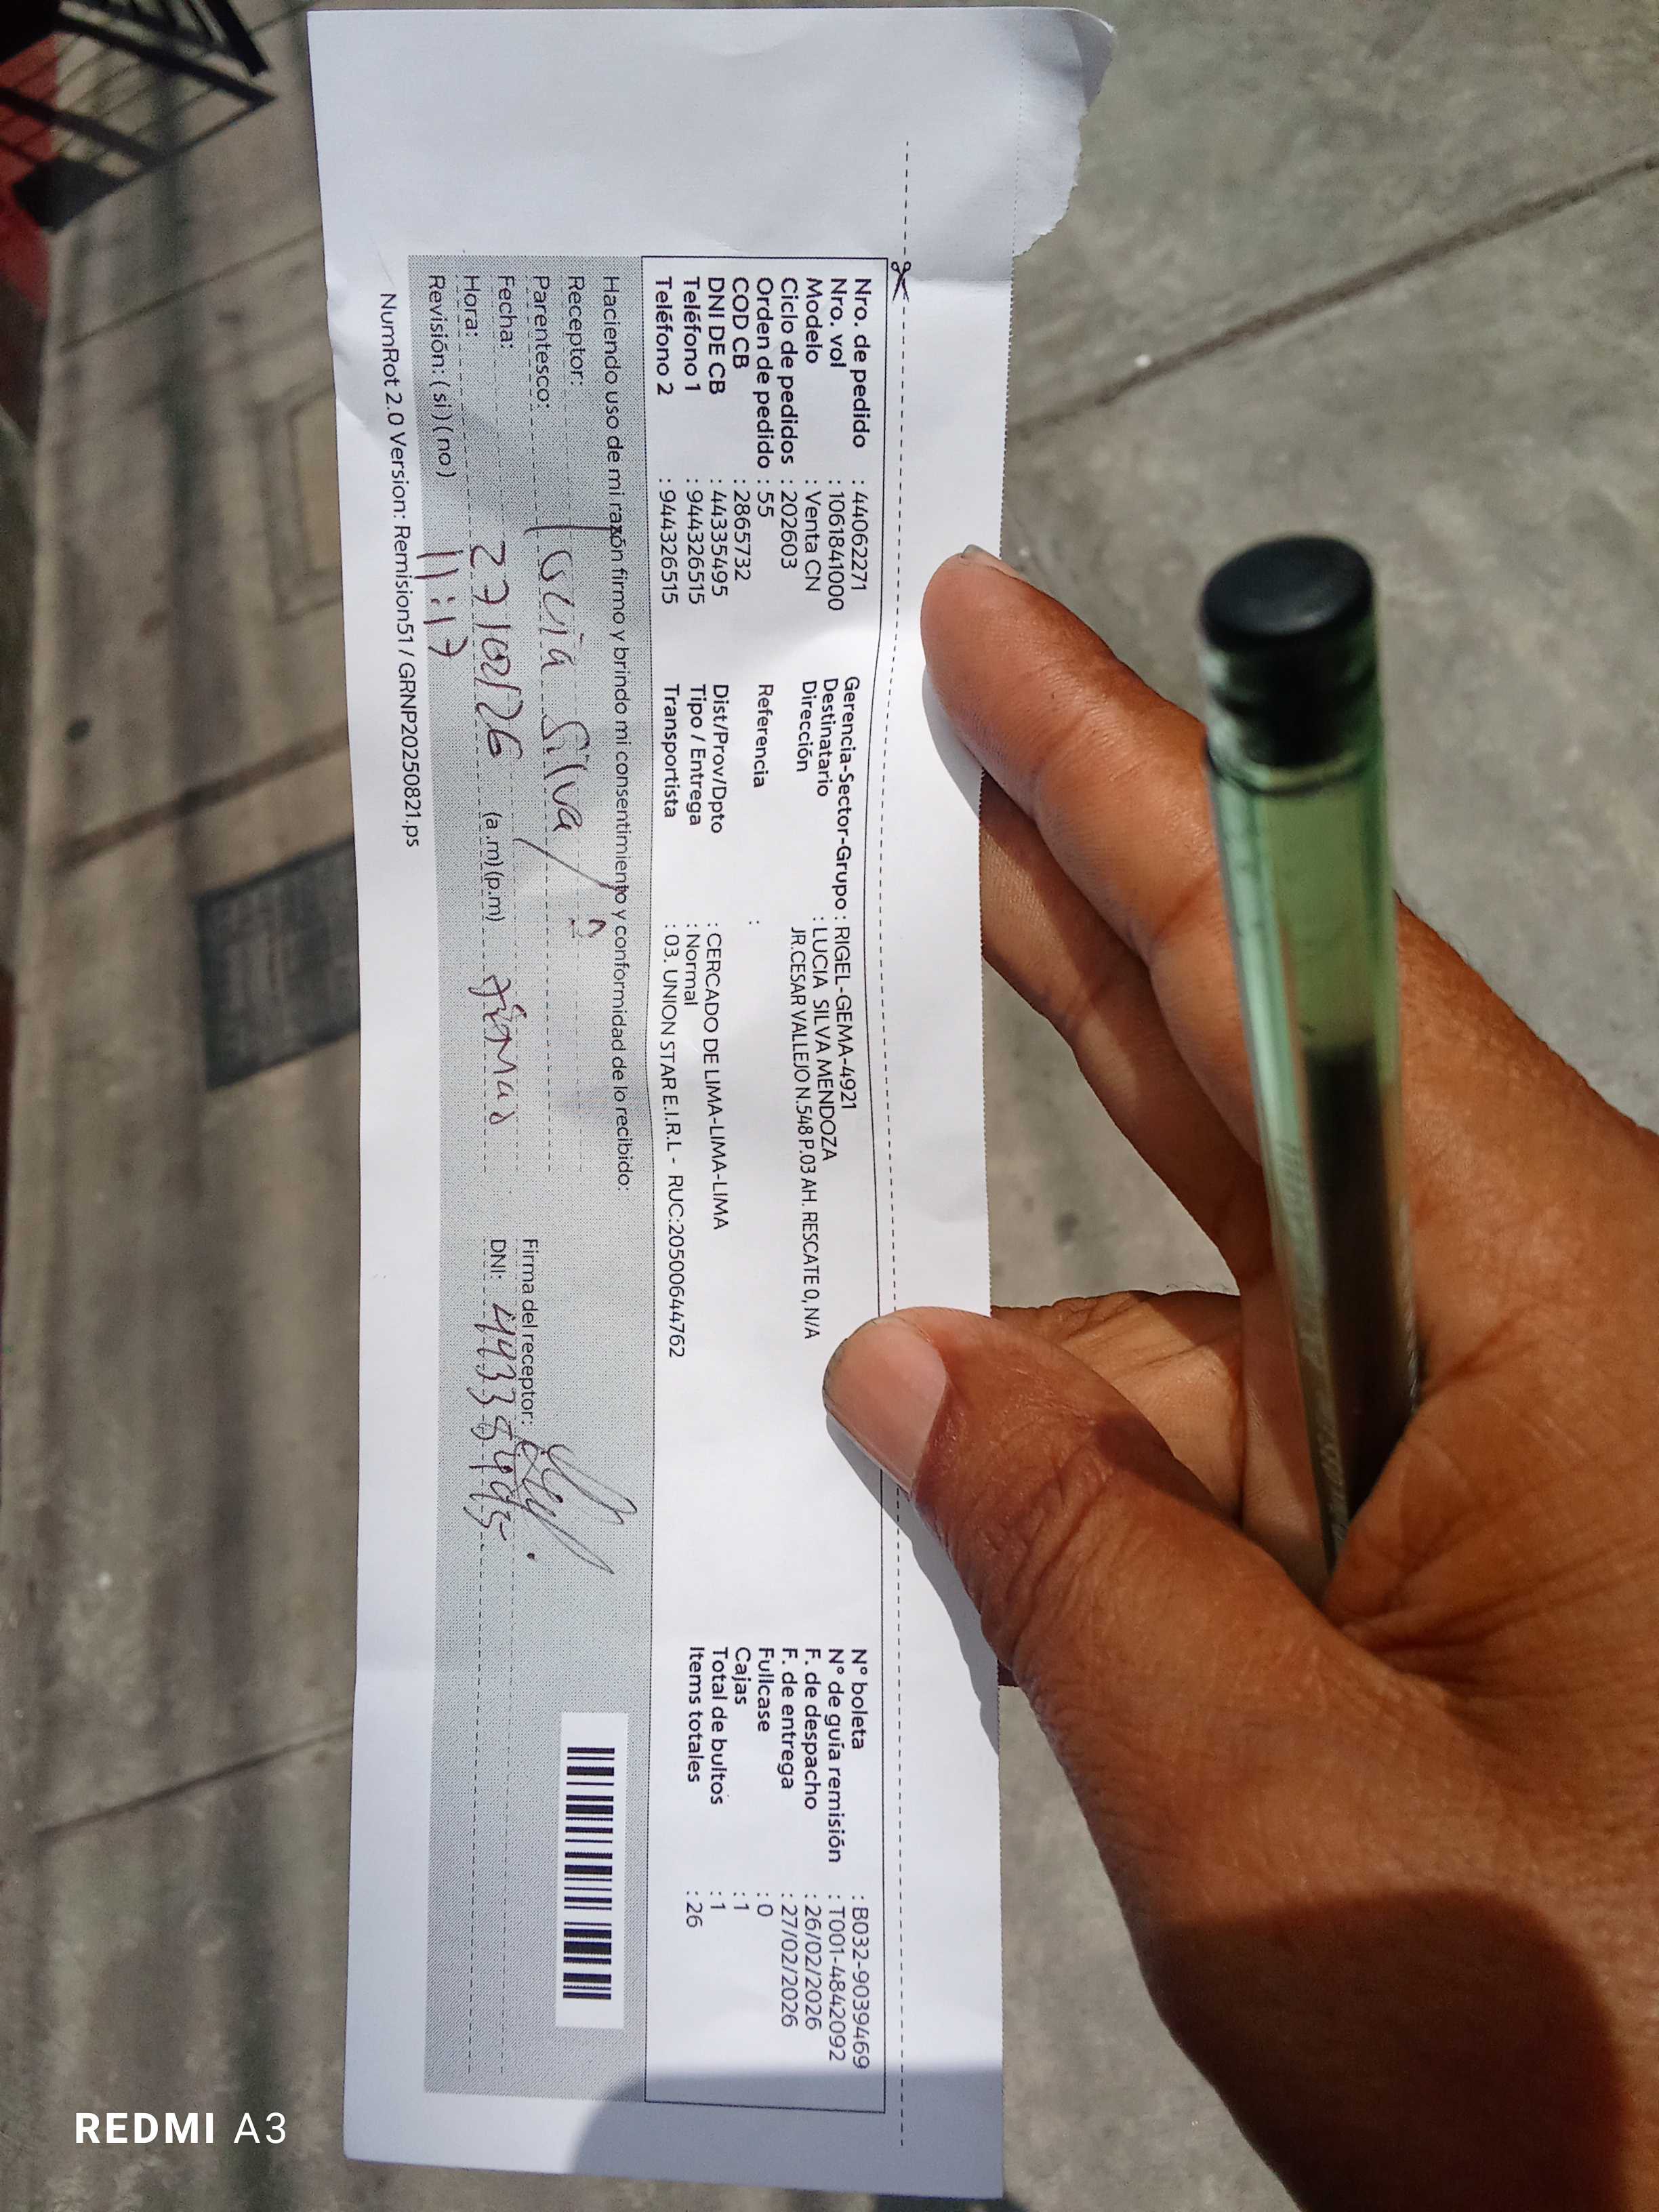 Nro. de pedido : 44062271
Nro. vol : 1061841000
Modelo : Venta CN
Ciclo de pedidos : 202603
Orden de pedido : 55
COD CB : 2865732
DNI DE CB : 44335495
Teléfono 1 : 944326515
Teléfono 2 : 944326515
Gerencia-Sector-Grupo : RIGEL-GEMA-4921
Destinatario : LUCIA SILVA MENDOZA
Dirección JR.CESAR VALLEJO N.548 P.03 AH. RESCATE 0, N/A
Referencia :
Dist/Prov/Dpto : CERCADO DE LIMA-LIMA-LIMA
Tipo / Entrega : Normal
Transportista : 03. UNION STAR E.I.R.L - RUC:20500644762
N° boleta : B032-9039469
N° de guía remisión : T001-4842092
F. de despacho : 26/02/2026
F. de entrega : 27/02/2026
Fullcase : 0
Cajas : 1
Total de bultos : 1
Items totales : 26
Haciendo uso de mi razón firmo y brindo mi consentimiento y conformidad de lo recibido:
Receptor:
Parentesco: Lucia Silva
Fecha: 27/02/26
Hora: 11:17 (a.m) (p.m)
Revisión: (si) (no)
Firma del receptor:
DNI: 44335495
NumRot 2.0 Version: Remision51 / GRNP20250821.ps
REDMI A3